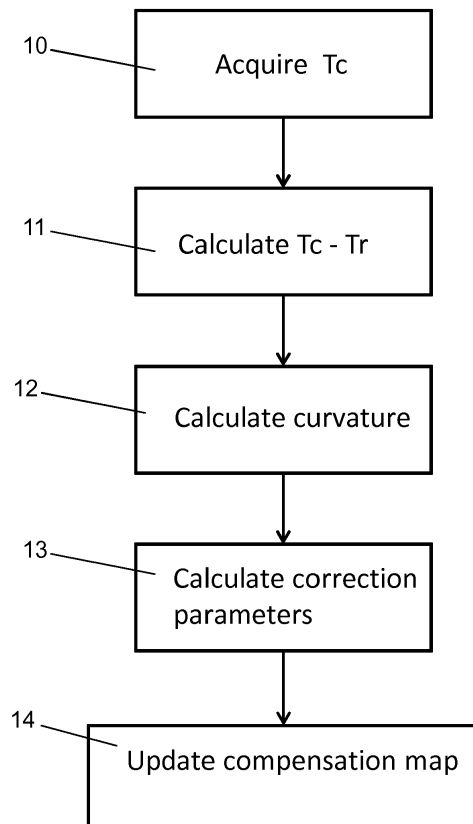 10
Acquire Tc
11
Calculate Tc - Tr
12
Calculate curvature
13
Calculate correction
parameters
14
Update compensation map